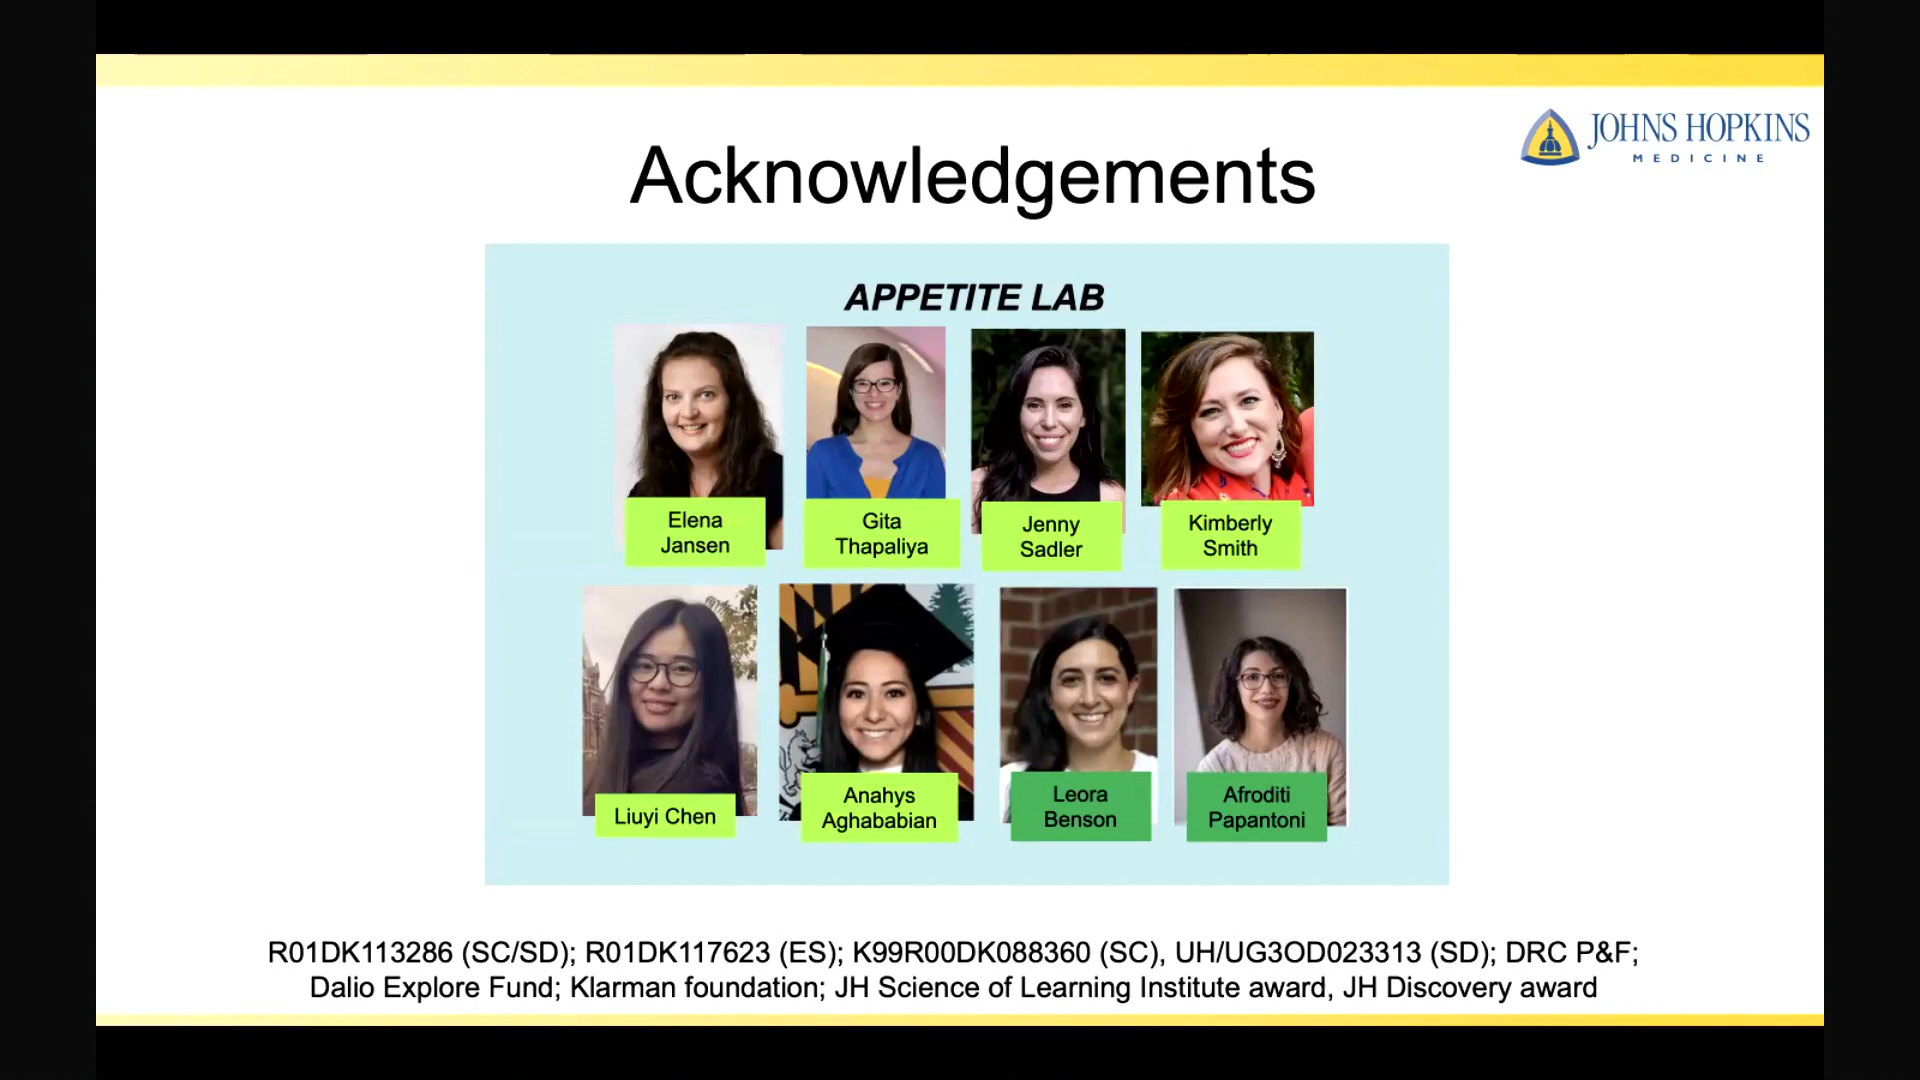 JOHNS HOPKINS
MEDICINE
Acknowledgements
APPETITE LAB
Elena
Jansen
Gita
Thapaliya
Jenny
Sadler
Kimberly
Smith
Liuyi Chen
Anahys
Aghababian
Leora
Benson
Afroditi
Papantoni
R01DK113286 (SC/SD); R01DK117623 (ES); K99R00DK088360 (SC), UH/UG3OD023313 (SD); DRC P&F;
Dalio Explore Fund; Klarman foundation; JH Science of Learning Institute award, JH Discovery award